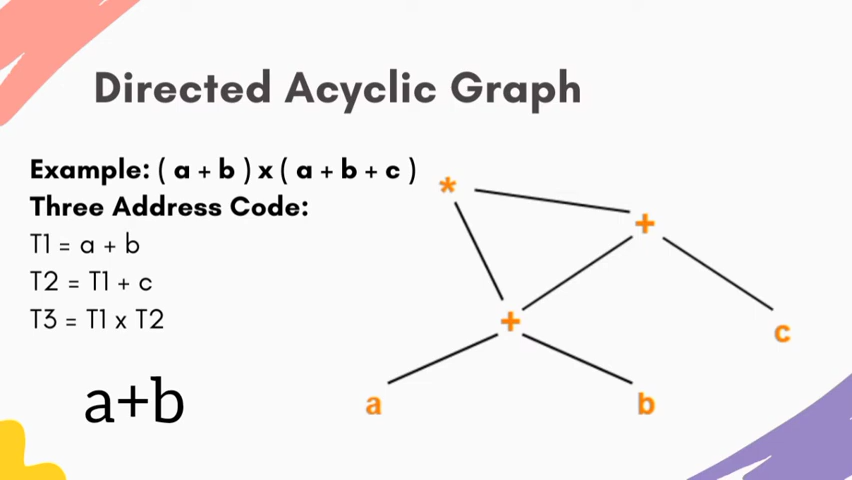 Directed Acyclic Graph
Example: ( a + b ) x ( a + b + c )
Three Address Code:
T1 = a + b
T2 = T1 + c
T3 = T1 x T2
a+b
*
+
+
c
a
b